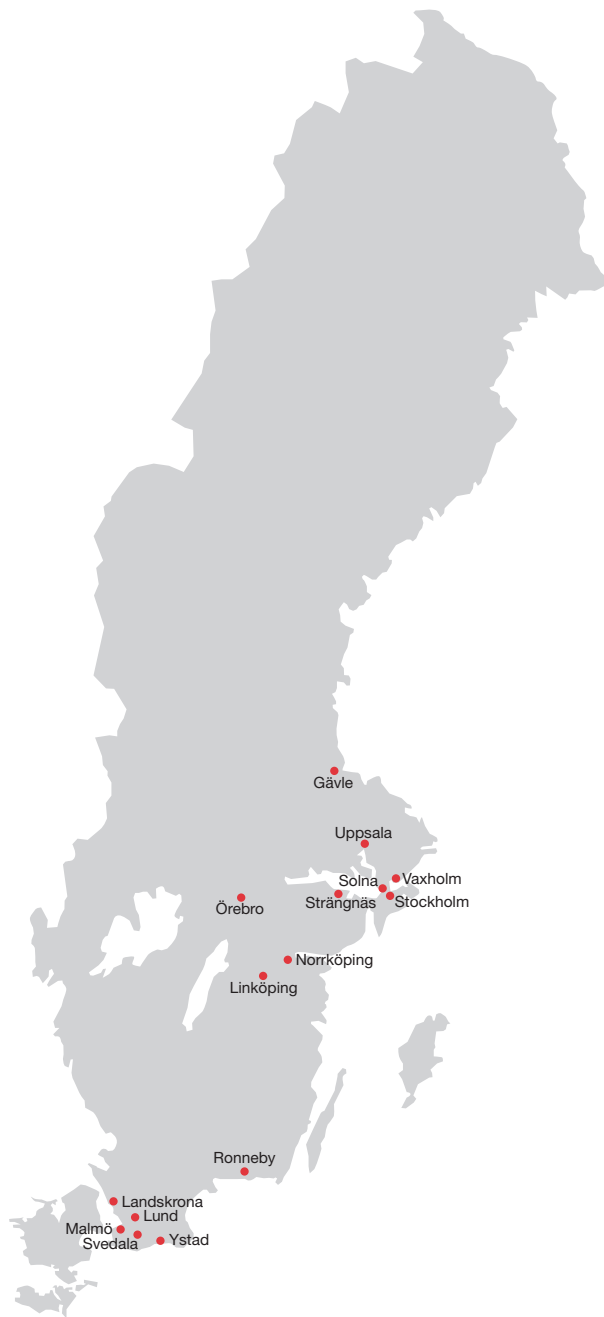 Gävle
Uppsala
Solna
Vaxholm
Strängnäs
Stockholm
Örebro
Norrköping
Linköping
Ronneby
Landskrona
Lund
Malmö
Svedala
Ystad